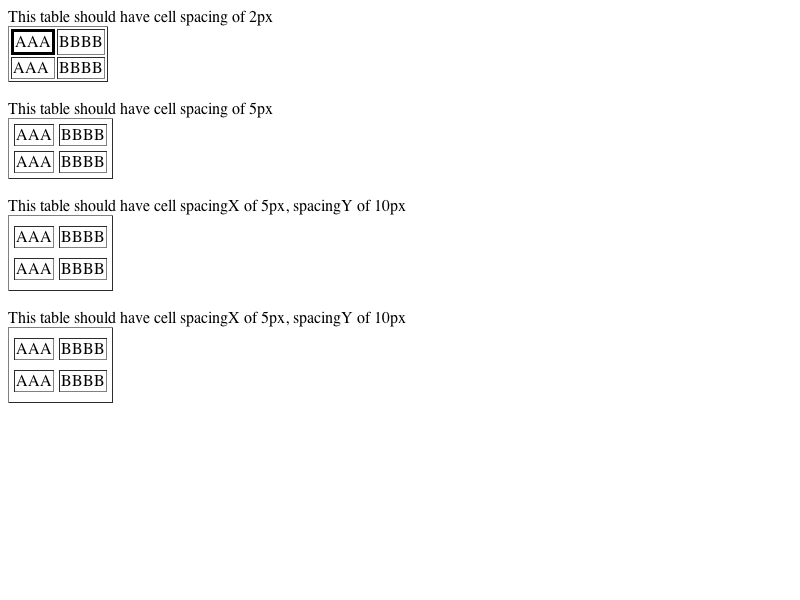 This table should have cell spacing of 2px
AAA BBBB
AAA BBBB
This table should have cell spacing of 5px
AAA BBBB
AAA BBBB
This table should have cell spacingX of 5px, spacingY of 10px
AAA BBBB
AAA BBBB
This table should have cell spacingX of 5px, spacingY of 10px
AAA BBBB
AAA BBBB